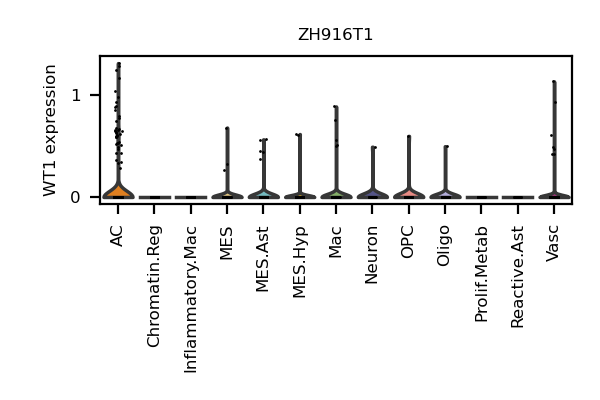 ZH916T1
WT1 expression
1
0
AC
Chromatin.Reg
Inflammatory.Mac
MES
MES.Ast
MES.Hyp
Mac
Neuron
OPC
Oligo
Prolif.Metab
Reactive.Ast
Vasc